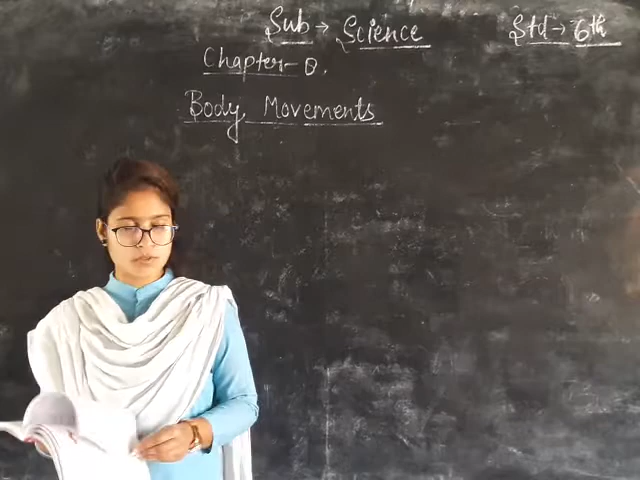 Sub → Science Std → 6th
Chapter - 8.
Body Movements